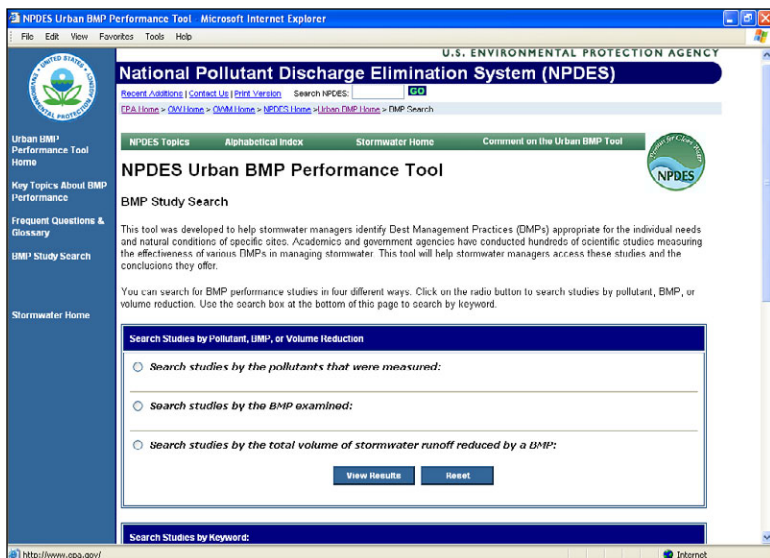 NPDES Urban BMP Performance Tool Microsoft Internet Explorer
File Edit View Favorites Tools Help
U.S. ENVIRONMENTAL PROTECTION AGENCY
National Pollutant Discharge Elimination System (NPDES)
Recent Additions | Contact Us | Print Version Search NPDES: GO
EPA Home > OW Home > OWM Home > NPDES Home > Urban BMP Home > BMP Search
UNITED STATES
Urban BMP
Performance Tool
Home
Key Topics About BMP
Performance
Frequent Questions &
Glossary
BMP Study Search
Stormwater Home
NPDES Topics Alphabetical Index Stormwater Home Comment on the Urban BMP Tool
NPDES
NPDES Urban BMP Performance Tool
BMP Study Search
This tool was developed to help stormwater managers identify Best Management Practices (BMPs) appropriate for the individual needs
and natural conditions of specific sites. Academics and government agencies have conducted hundreds of scientific studies measuring
the effectiveness of various BMPs in managing stormwater. This tool will help stormwater managers access these studies and the
conclusions they offer.
You can search for BMP performance studies in four different ways. Click on the radio button to search studies by pollutant, BMP, or
volume reduction. Use the search box at the bottom of this page to search by keyword.
Search Studies by Pollutant, BMP, or Volume Reduction
Search studies by the pollutants that were measured:
Search studies by the BMP examined:
Search studies by the total volume of stormwater runoff reduced by a BMP:
View Results Reset
Search Studies by Keyword:
http://www.epa.gov/ Internet